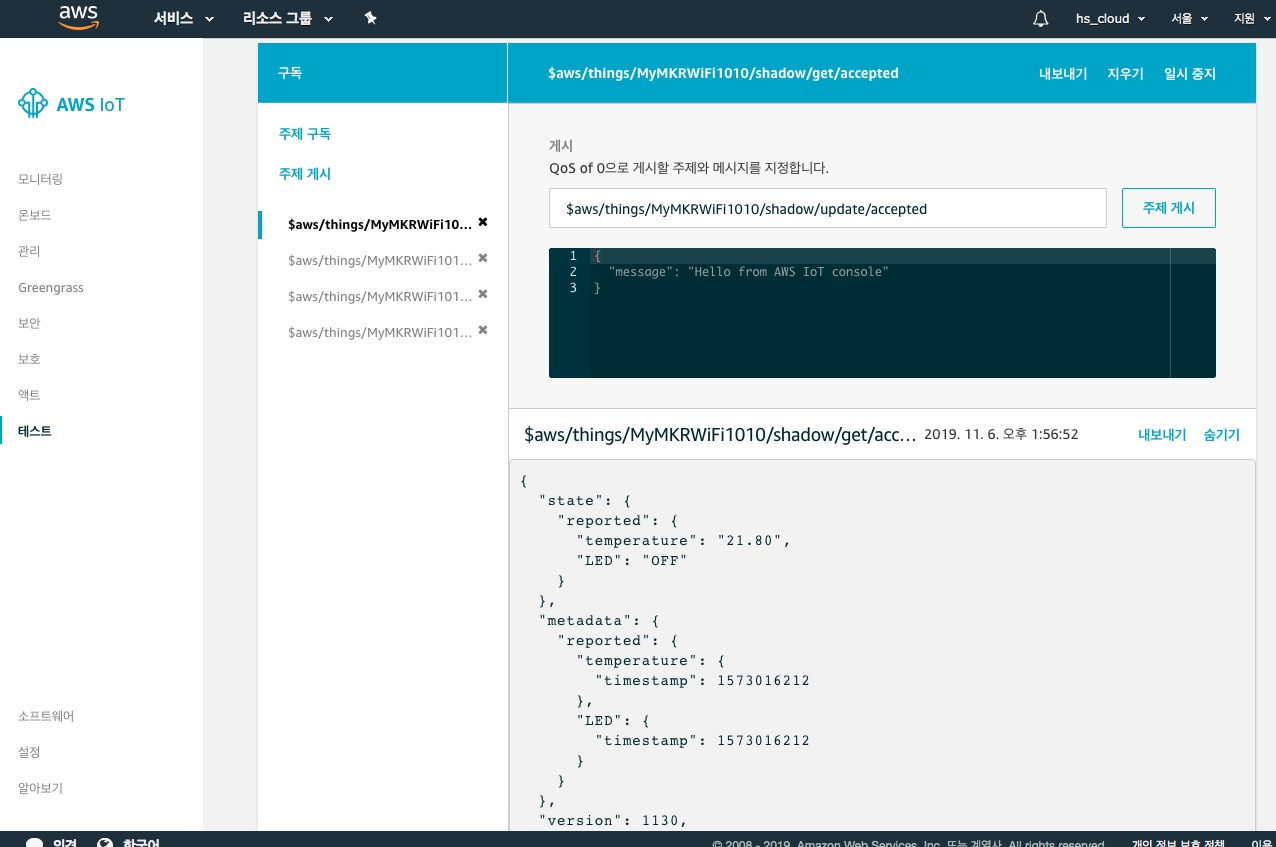 aws
서비스
리소스 그룹
hs_cloud
서울
지원
AWS IoT
모니터링
온보드
관리
Greengrass
보안
보호
액트
테스트
소프트웨어
설정
알아보기
구독
주제 구독
주제 게시
$aws/things/MyMKRWiFi10...
$aws/things/MyMKRWiFi101...
$aws/things/MyMKRWiFi101...
$aws/things/MyMKRWiFi101...
$aws/things/MyMKRWiFi1010/shadow/get/accepted
내보내기 지우기 일시 중지
게시
QoS of 0으로 게시할 주제와 메시지를 지정합니다.
$aws/things/MyMKRWiFi1010/shadow/update/accepted
주제 게시
1 {
2 "message": "Hello from AWS IoT console"
3 }
$aws/things/MyMKRWiFi1010/shadow/get/acc... 2019. 11. 6. 오후 1:56:52 내보내기 숨기기
{
"state": {
"reported": {
"temperature": "21.80",
"LED": "OFF"
}
},
"metadata": {
"reported": {
"temperature": {
"timestamp": 1573016212
},
"LED": {
"timestamp": 1573016212
}
}
},
"version": 1130,
의견 한국어 © 2008 - 2019, Amazon Web Services, Inc. 또는 계열사. All rights reserved. 개인 정보 보호 정책 이용